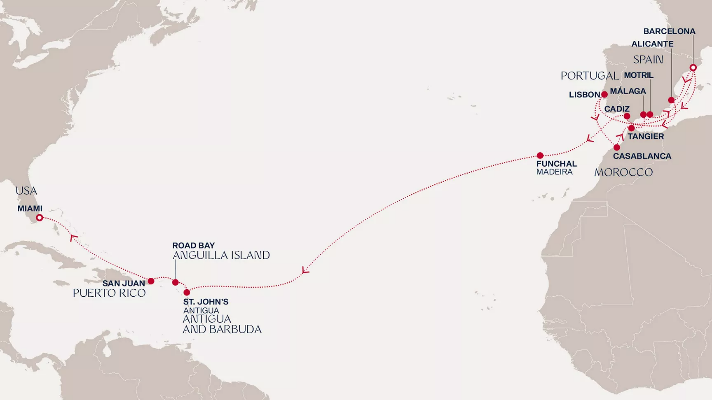 BARCELONA
ALICANTE
SPAIN
PORTUGAL
MOTRIL
LISBON
MÁLAGA
CADIZ
TANGIER
CASABLANCA
FUNCHAL
MADEIRA
MOROCCO
USA
MIAMI
ROAD BAY
ANGUILLA ISLAND
SAN JUAN
PUERTO RICO
ST. JOHN'S
ANTIGUA
ANTIGUA
AND BARBUDA